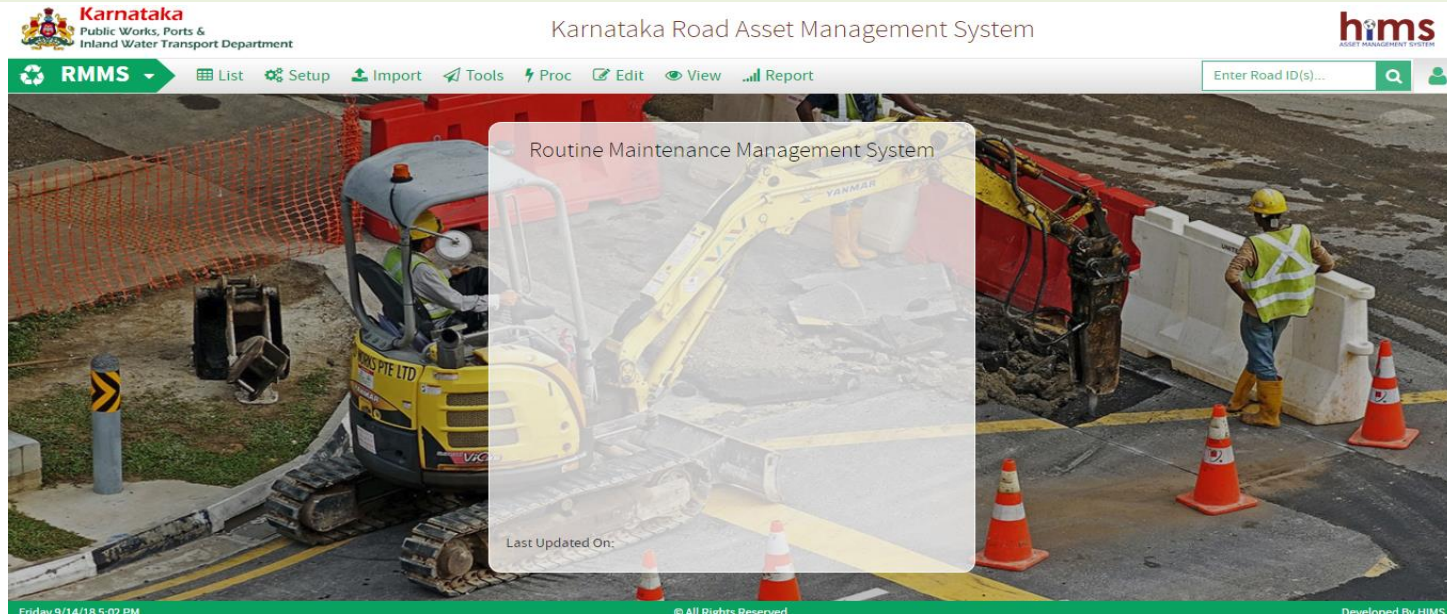 Karnataka
Public Works, Ports &
Inland Water Transport Department
Karnataka Road Asset Management System
hims
ASSET MANAGEMENT SYSTEM
RMMS
List Setup Import Tools Proc Edit View Report
Enter Road ID(s)...
Routine Maintenance Management System
YANMAR
WORKS PTE LTD
ViO
Last Updated On:
Friday 9/14/18 5:02 PM
© All Rights Reserved
Developed By HIMS